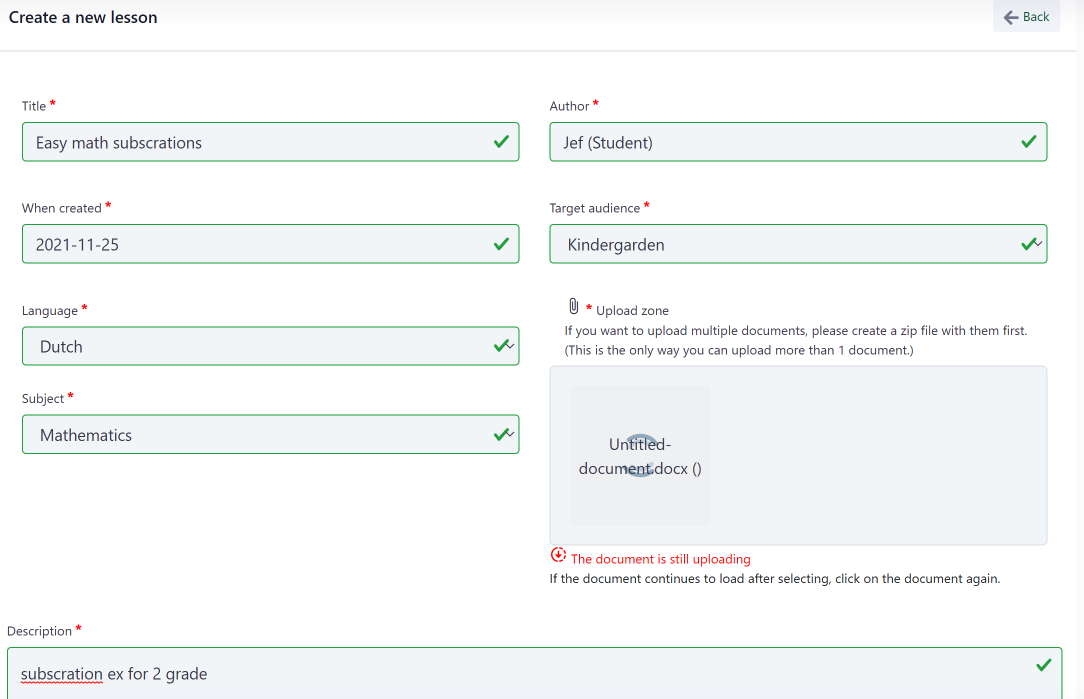 Create a new lesson
Back
Title *
Author *
Easy math subscrations
Jef (Student)
When created *
Target audience *
2021-11-25
Kindergarden
Language *
* Upload zone
If you want to upload multiple documents, please create a zip file with them first.
(This is the only way you can upload more than 1 document.)
Dutch
Subject *
Mathematics
Untitled-
document.docx ()
The document is still uploading
If the document continues to load after selecting, click on the document again.
Description *
subscration ex for 2 grade